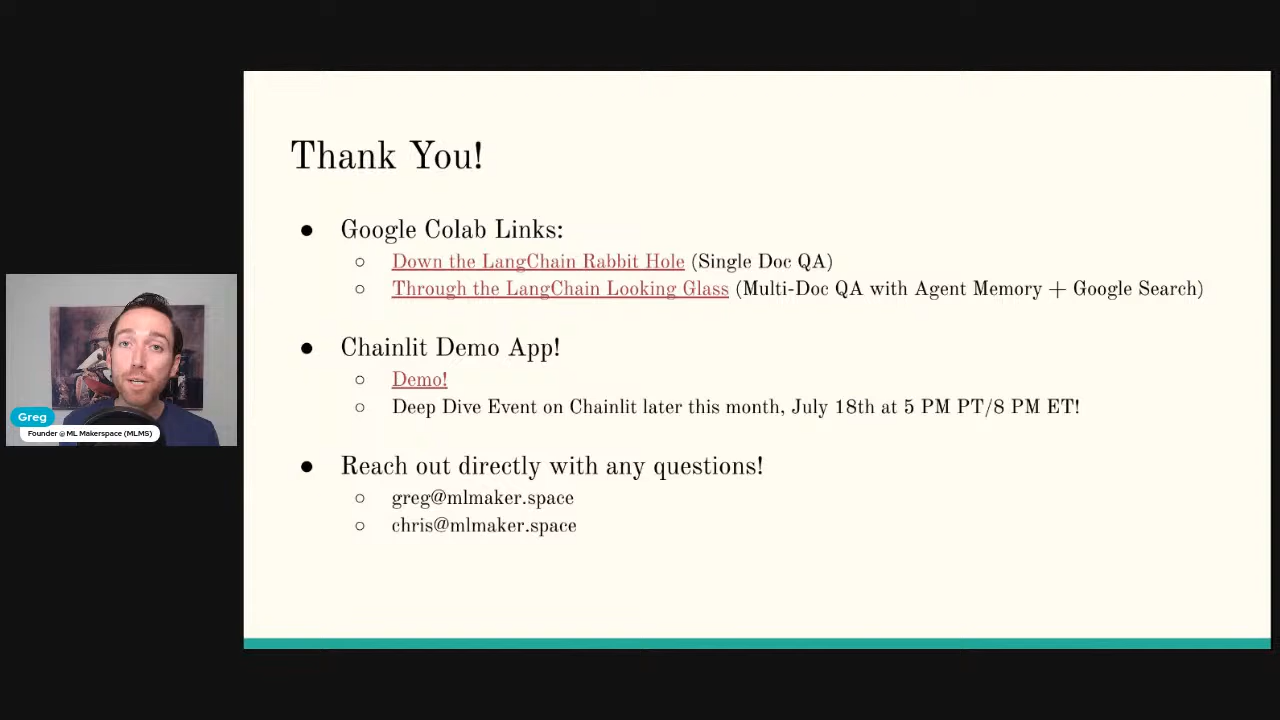 Thank You!
● Google Colab Links:
○ Down the LangChain Rabbit Hole (Single Doc QA)
○ Through the LangChain Looking Glass (Multi-Doc QA with Agent Memory + Google Search)
● Chainlit Demo App!
○ Demo!
○ Deep Dive Event on Chainlit later this month, July 18th at 5 PM PT/8 PM ET!
● Reach out directly with any questions!
○ greg@mlmaker.space
○ chris@mlmaker.space
Greg
Founder @ ML Makerspace (MLMS)